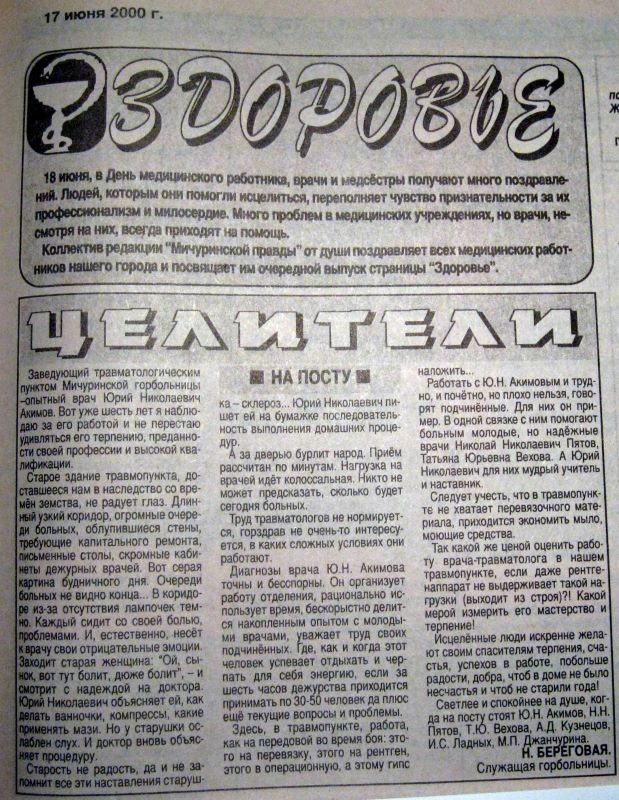 17 июня 2000 г.
ЗДОРОВЬЕ
18 июня, в День медицинского работника, врачи и медсёстры получают много поздравле-
ний. Людей, которым они помогли исцелиться, переполняет чувство признательности за их
профессионализм и милосердие. Много проблем в медицинских учреждениях, но врачи, не-
смотря на них, всегда приходят на помощь.
Коллектив редакции "Мичуринской правды" от души поздравляет всех медицинских работ-
ников нашего города и посвящает им очередной выпуск страницы "Здоровье".
ЦЕЛИТЕЛИ
Заведующий травматологическим
пунктом Мичуринской горбольницы
–опытный врач Юрий Николаевич
Акимов. Вот уже шесть лет я наблю-
даю за его работой и не перестаю
удивляться его терпению, преданно-
сти своей профессии и высокой ква-
лификации.
Старое здание травмопункта, до-
ставшееся нам в наследство со вре-
мён земства, не радует глаз. Длин-
ный узкий коридор, огромные очере-
ди больных, облупившиеся стены,
требующие капитального ремонта,
письменные столы, скромные каби-
неты дежурных врачей. Вот серая
картина будничного дня. Очереди
больных не видно конца... В коридо-
ре из-за отсутствия лампочек тем-
но. Каждый сидит со своей болью,
проблемами. И, естественно, несёт
к врачу свои отрицательные эмоции.
Заходит старая женщина: "Ой, сы-
нок, вот тут болит, дюже болит", – и
смотрит с надеждой на доктора.
Юрий Николаевич объясняет ей, как
делать ванночки, компрессы, какие
применять мази. Но у старушки ос-
лаблен слух. И доктор вновь объяс-
няет процедуру.
Старость не радость, да и не за-
помнит все эти наставления старуш-
НА ПОСТУ
ка – склероз... Юрий Николаевич пи-
шет ей на бумажке последователь-
ность выполнения домашних проце-
дур.
А за дверью бурлит народ. Приём
рассчитан по минутам. Нагрузка на
врачей идёт колоссальная. Никто не
может предсказать, сколько будет
сегодня больных.
Труд травматологов не нормирует-
ся, горздрав не очень-то интересу-
ется, в каких сложных условиях они
работают.
Диагнозы врача Ю.Н. Акимова
точны и бесспорны. Он организует
работу отделения, рационально ис-
пользует время, бескорыстно делит-
ся накопленным опытом с молоды-
ми врачами, уважает труд своих
подчинённых. Где, как и когда этот
человек успевает отдыхать и чер-
пать для себя энергию, если за
шесть часов дежурства приходится
принимать по 30-50 человек да плюс
ещё текущие вопросы и проблемы.
Здесь, в травмопункте, работа,
как на передовой во время боя: это-
го на перевязку, этого на рентген,
этого в операционную, а этому гипс
наложить...
Работать с Ю.Н. Акимовым и труд-
но, и почётно, но плохо нельзя, гово-
рят подчинённые. Для них он при-
мер. В одной связке с ним помогают
больным молодые, но надёжные
врачи Николай Николаевич Пятов,
Татьяна Юрьевна Вехова. А Юрий
Николаевич для них мудрый учитель
и наставник.
Следует учесть, что в травмопунк-
те не хватает перевязочного мате-
риала, приходится экономить мыло,
моющие средства.
Так какой же ценой оценить рабо-
ту врача-травматолога в нашем
травмопункте, если даже рентге-
наппарат не выдерживает такой на-
грузки (выходит из строя)?! Какой
мерой измерить его мастерство и
терпение!
Исцелённые люди искренне жела-
ют своим спасителям терпения, сча-
стья, успехов в работе, побольше
радости, добра, чтоб в доме не было
несчастья и чтоб не старили года!
Светлее и спокойнее на душе, ког-
да на посту стоят Ю.Н. Акимов, Н.Н.
Пятов, Т.Ю. Вехова, А.Д. Кузнецов,
И.С. Ладных, М.П. Джанчурина.
Н. БЕРЕГОВАЯ.
Служащая горбольницы.